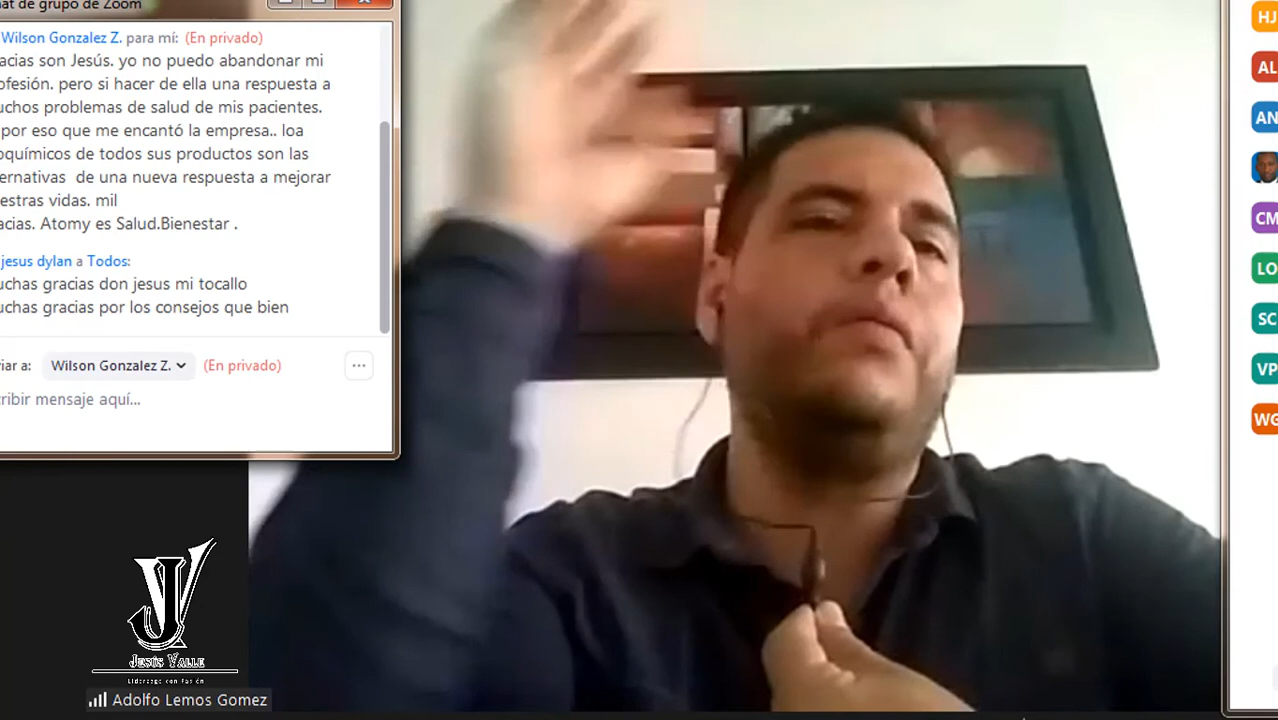 at de grupo de Zoom
Wilson Gonzalez Z. para mí: (En privado)
acias son Jesús. yo no puedo abandonar mi
ofesión. pero si hacer de ella una respuesta a
uchos problemas de salud de mis pacientes.
por eso que me encantó la empresa.. loa
oquímicos de todos sus productos son las
ernativas de una nueva respuesta a mejorar
estras vidas. mil
acias. Atomy es Salud.Bienestar .
jesus dylan a Todos:
uchas gracias don jesus mi tocallo
uchas gracias por los consejos que bien
iar a: Wilson Gonzalez Z. (En privado)
cribir mensaje aquí...
HJ
AL
AN
CM
LO
SC
VP
WG
JV
Jesús Valle
Liderazgo con Pasión
Adolfo Lemos Gomez